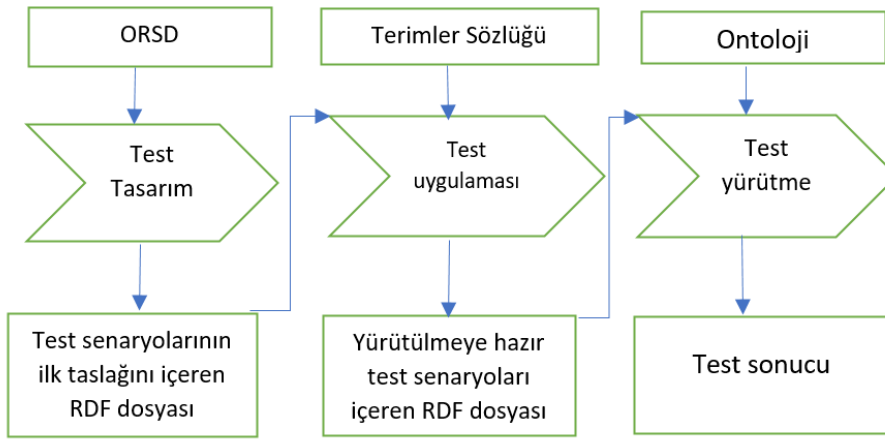 ORSD
Terimler Sözlüğü
Ontoloji
Test
Tasarım
Test
uygulaması
Test
yürütme
Test senaryolarının
ilk taslağını içeren
RDF dosyası
Yürütülmeye hazır
test senaryoları
içeren RDF dosyası
Test sonucu